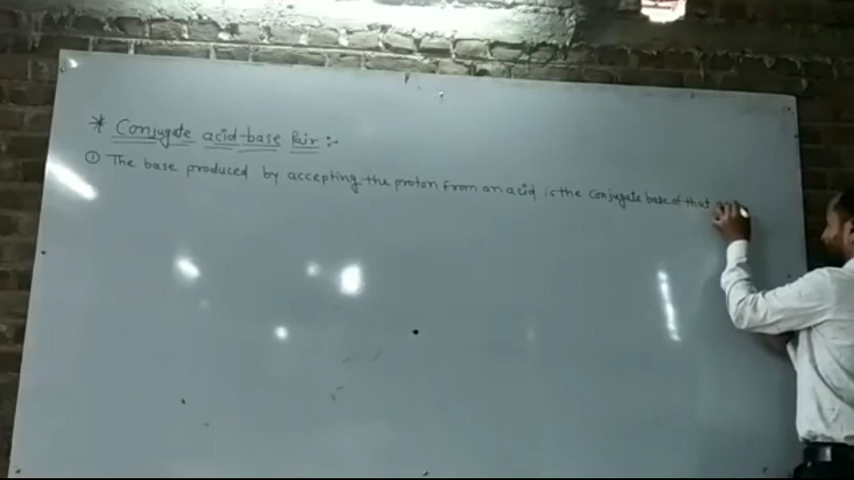 * Conjugate acid-base Pair :-
① The base produced by accepting the proton from an acid is the Conjugate base of that